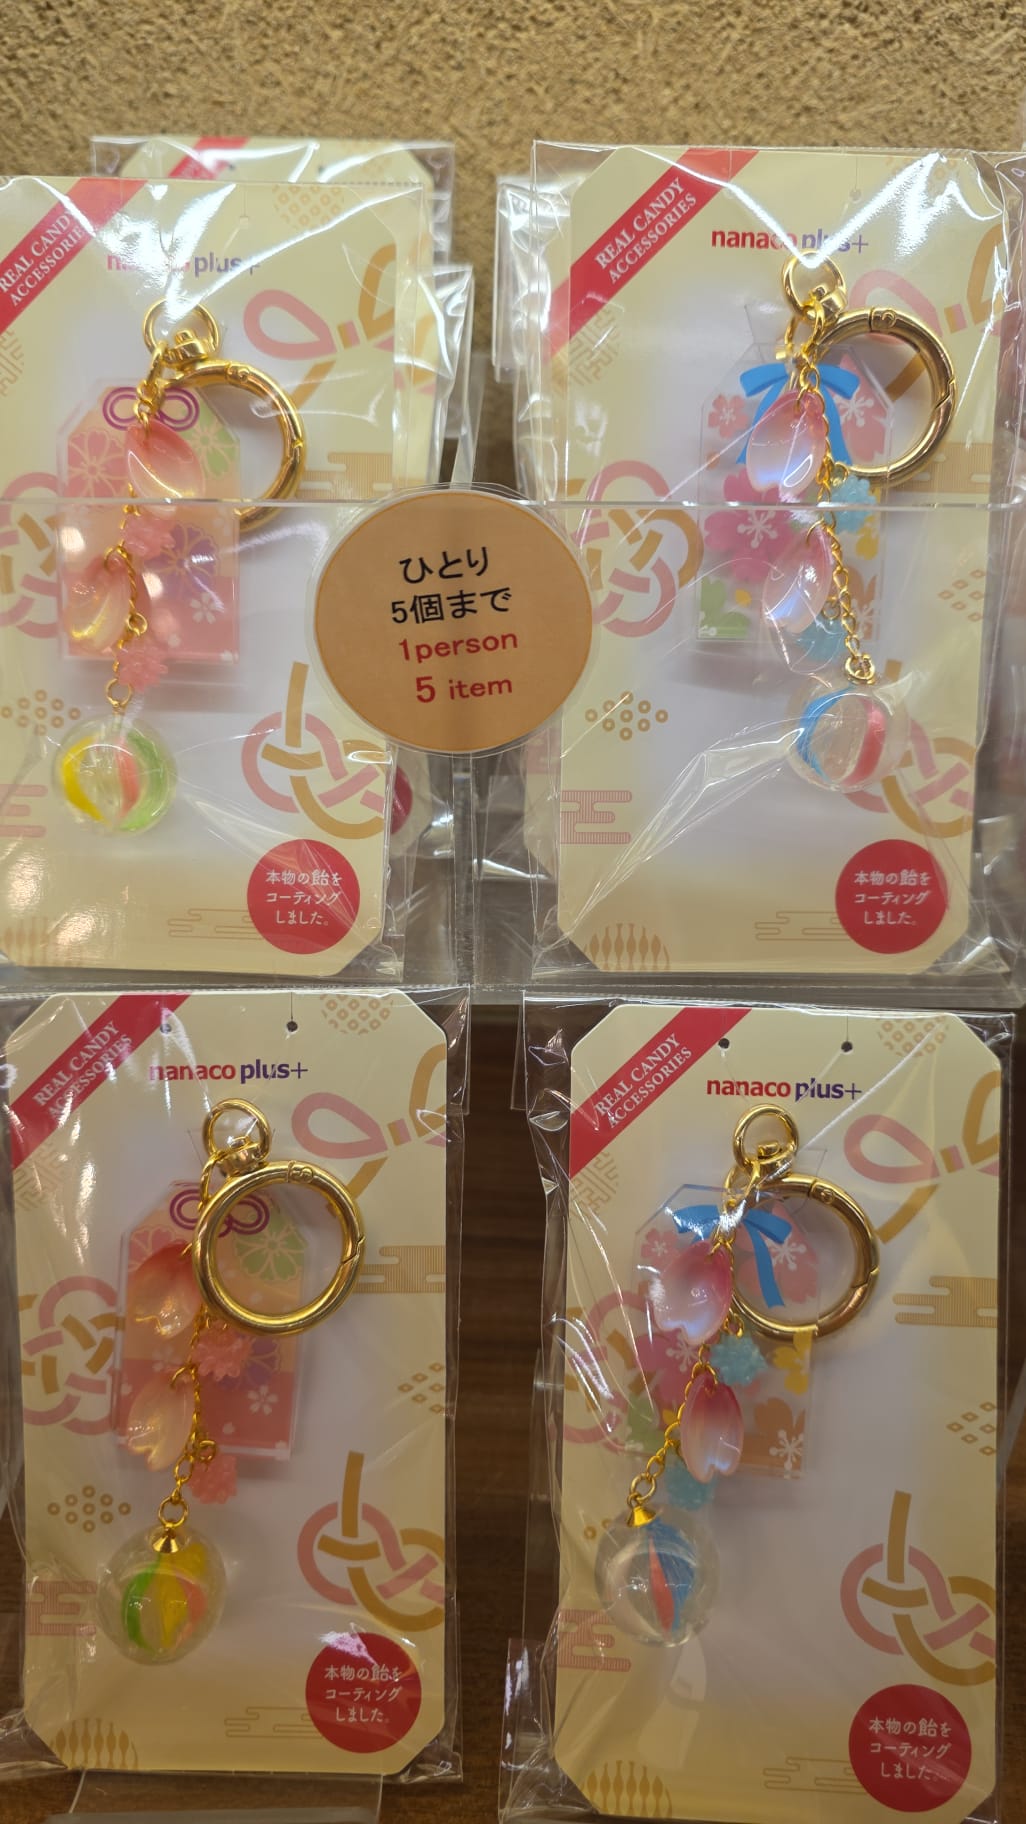 REAL CANDY
ACCESSORIES
nanaco plus+
REAL CANDY
ACCESSORIES
nanaco plus+
ひとり
5個まで
1person
5 item
本物の飴を
コーティング
しました。
本物の飴を
コーティング
しました。
REAL CANDY
ACCESSORIES
nanaco plus+
REAL CANDY
ACCESSORIES
nanaco plus+
本物の飴を
コーティング
しました。
本物の飴を
コーティング
しました。